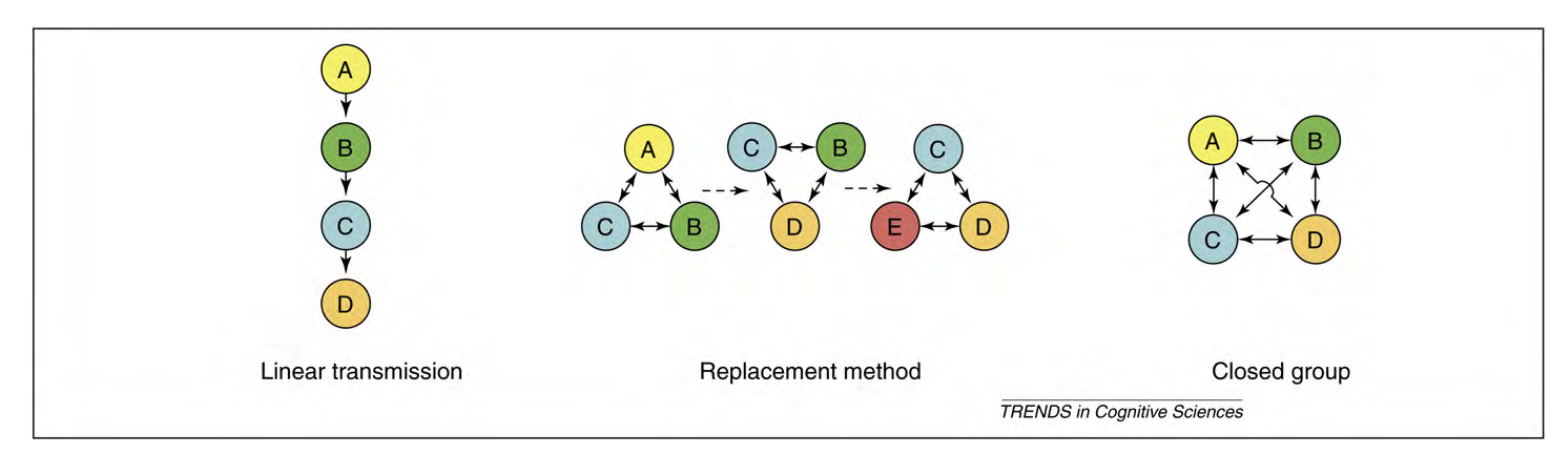 A
B
C
D
Linear transmission
A
C B
C B
D
C
E D
Replacement method
A B
C D
Closed group
TRENDS in Cognitive Sciences